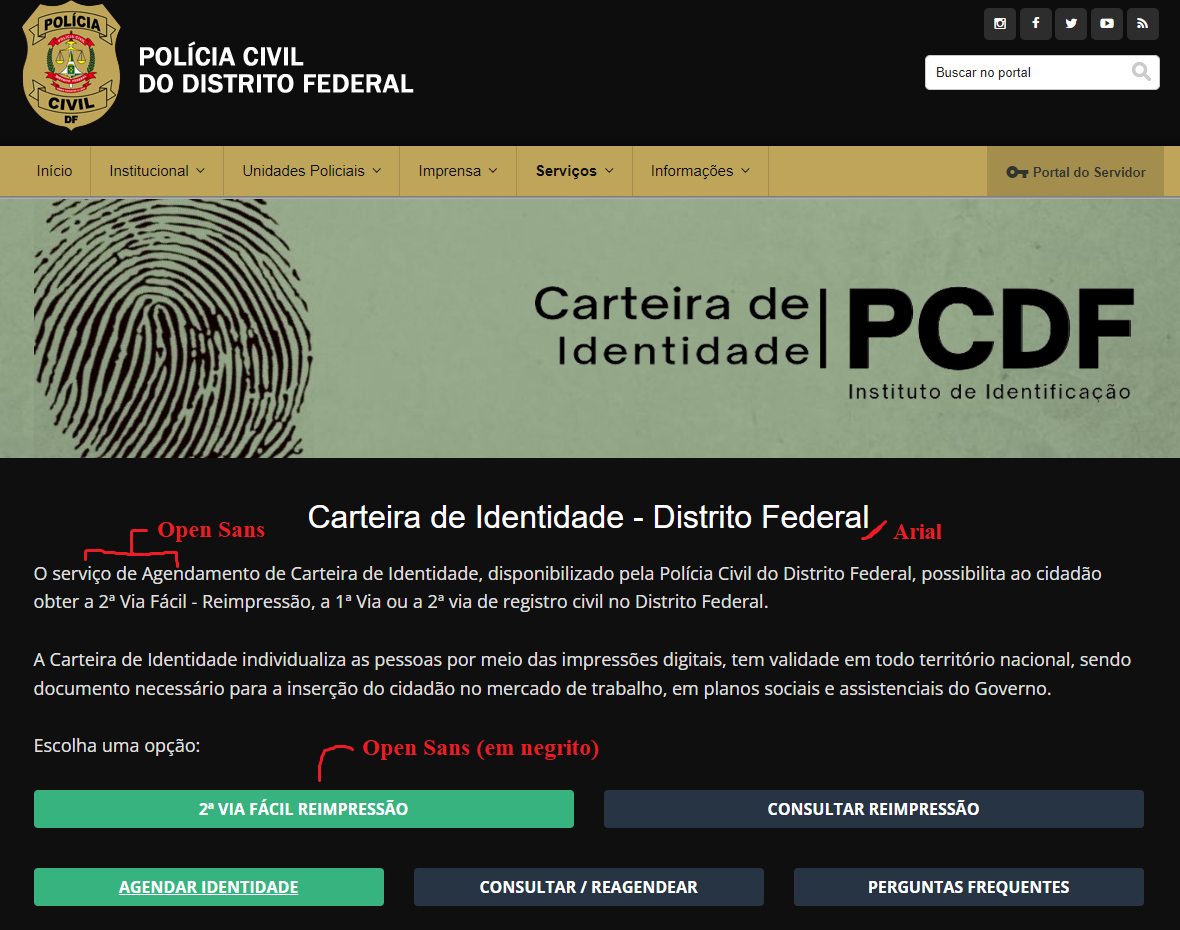 POLÍCIA
CIVIL
DF
POLÍCIA CIVIL
DO DISTRITO FEDERAL
Buscar no portal
Início Institucional Unidades Policiais Imprensa Serviços Informações Portal do Servidor
Carteira de
Identidade
PCDF
Instituto de Identificação
Carteira de Identidade - Distrito Federal
Open Sans
Arial
O serviço de Agendamento de Carteira de Identidade, disponibilizado pela Polícia Civil do Distrito Federal, possibilita ao cidadão
obter a 2ª Via Fácil - Reimpressão, a 1ª Via ou a 2ª via de registro civil no Distrito Federal.
A Carteira de Identidade individualiza as pessoas por meio das impressões digitais, tem validade em todo território nacional, sendo
documento necessário para a inserção do cidadão no mercado de trabalho, em planos sociais e assistenciais do Governo.
Escolha uma opção:
Open Sans (em negrito)
2ª VIA FÁCIL REIMPRESSÃO CONSULTAR REIMPRESSÃO
AGENDAR IDENTIDADE CONSULTAR / REAGENDEAR PERGUNTAS FREQUENTES